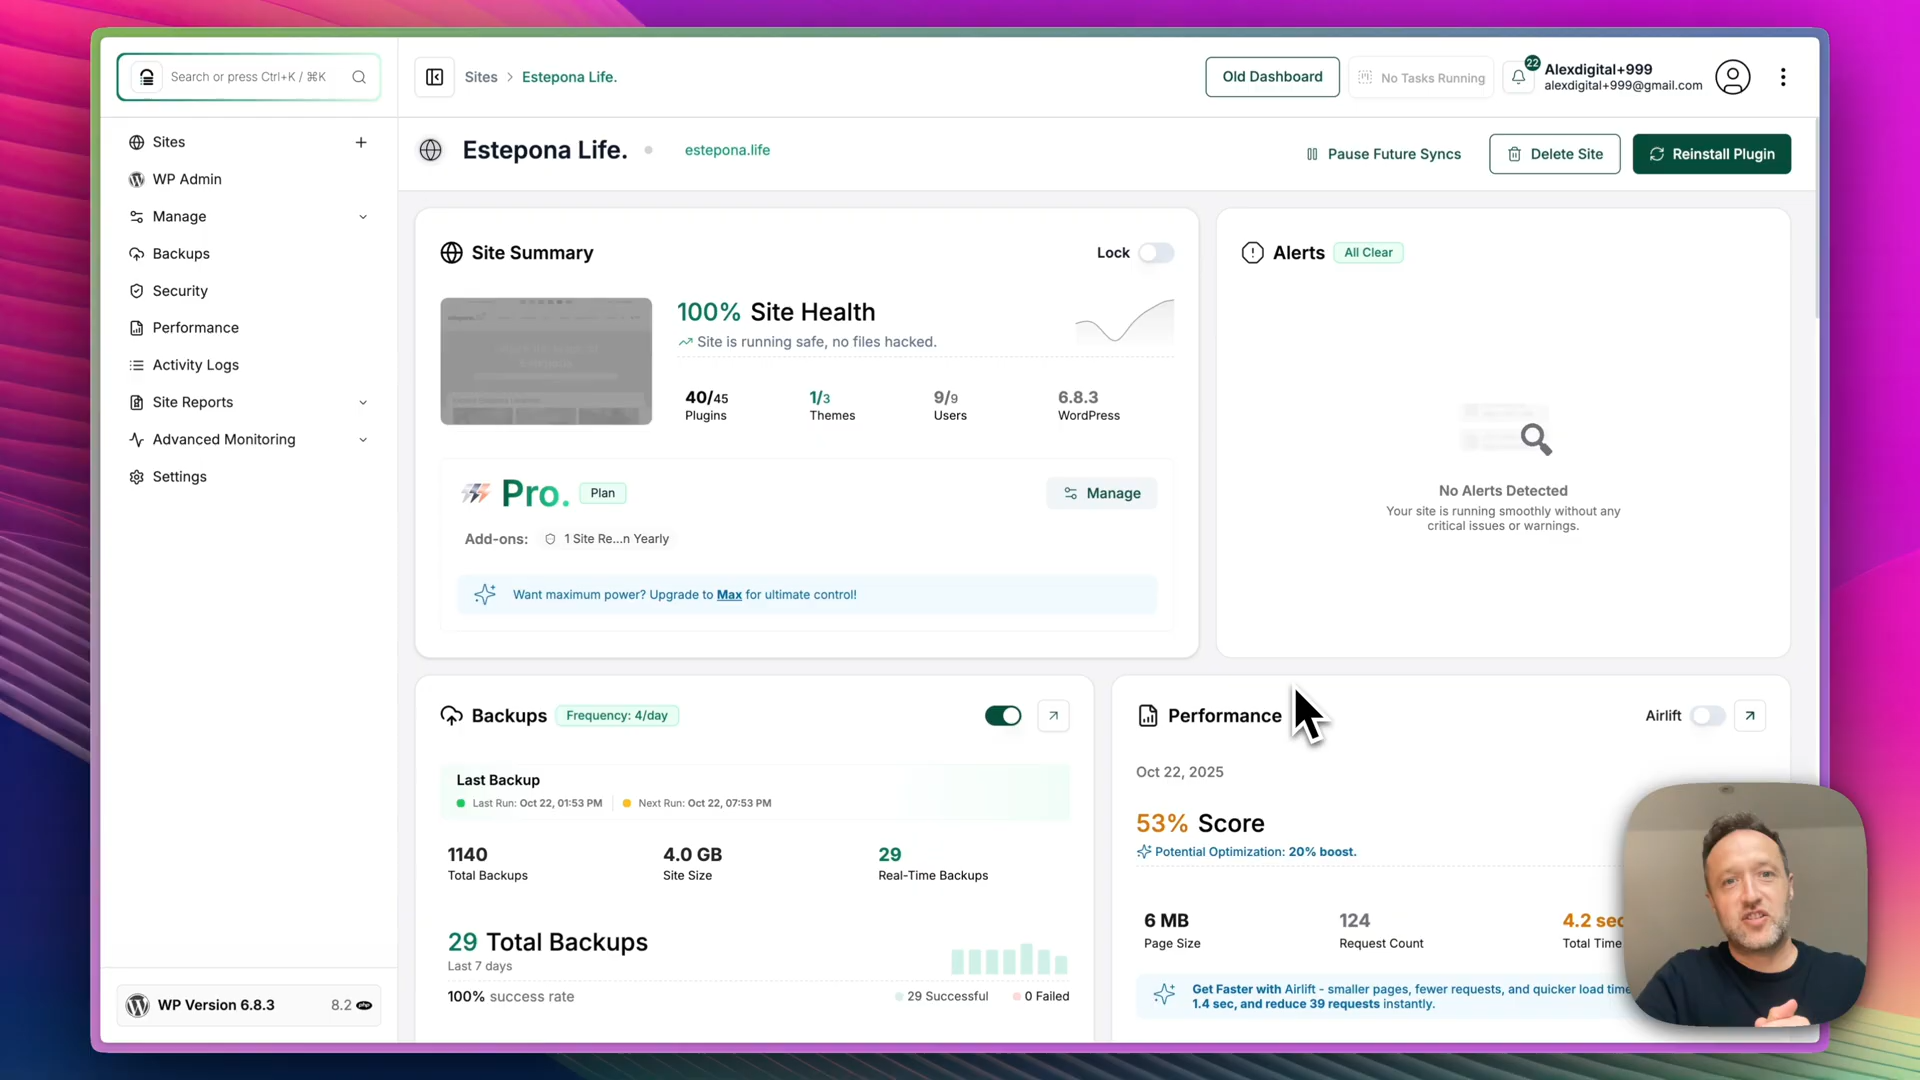 Search or press Ctrl+K / ⌘K
Sites
WP Admin
Manage
Backups
Security
Performance
Activity Logs
Site Reports
Advanced Monitoring
Settings
WP Version 6.8.3
8.2 php
Sites > Estepona Life.
Old Dashboard
No Tasks Running
22
Alexdigital+999
alexdigital+999@gmail.com
Estepona Life.
estepona.life
Pause Future Syncs
Delete Site
Reinstall Plugin
Site Summary
Lock
100% Site Health
Site is running safe, no files hacked.
40/45
Plugins
1/3
Themes
9/9
Users
6.8.3
WordPress
Pro.
Plan
Manage
Add-ons:
1 Site Re...n Yearly
Want maximum power? Upgrade to Max for ultimate control!
Alerts
All Clear
No Alerts Detected
Your site is running smoothly without any
critical issues or warnings.
Backups
Frequency: 4/day
Last Backup
Last Run: Oct 22, 01:53 PM
Next Run: Oct 22, 07:53 PM
1140
Total Backups
4.0 GB
Site Size
29
Real-Time Backups
29 Total Backups
Last 7 days
100% success rate
29 Successful
0 Failed
Performance
Airlift
Oct 22, 2025
53% Score
Potential Optimization: 20% boost.
6 MB
Page Size
124
Request Count
4.2 sec
Total Time
Get Faster with Airlift - smaller pages, fewer requests, and quicker load time
1.4 sec, and reduce 39 requests instantly.